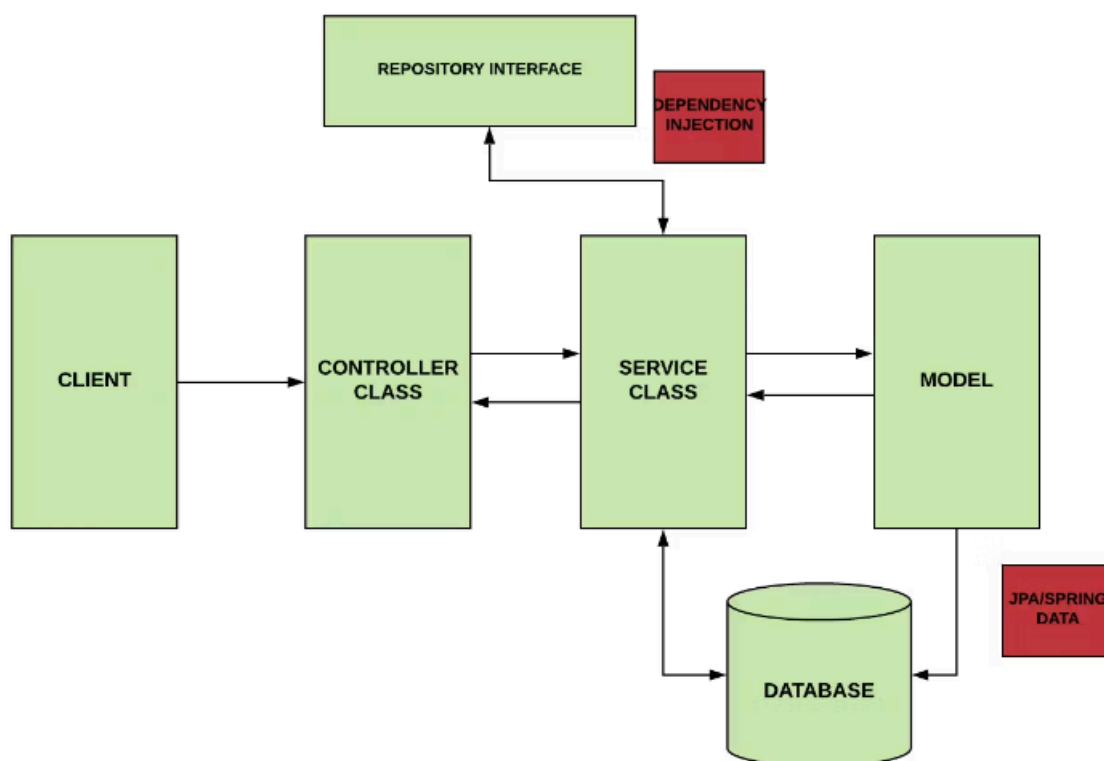 REPOSITORY INTERFACE
DEPENDENCY
INJECTION
CLIENT
CONTROLLER
CLASS
SERVICE
CLASS
MODEL
JPA/SPRING
DATA
DATABASE